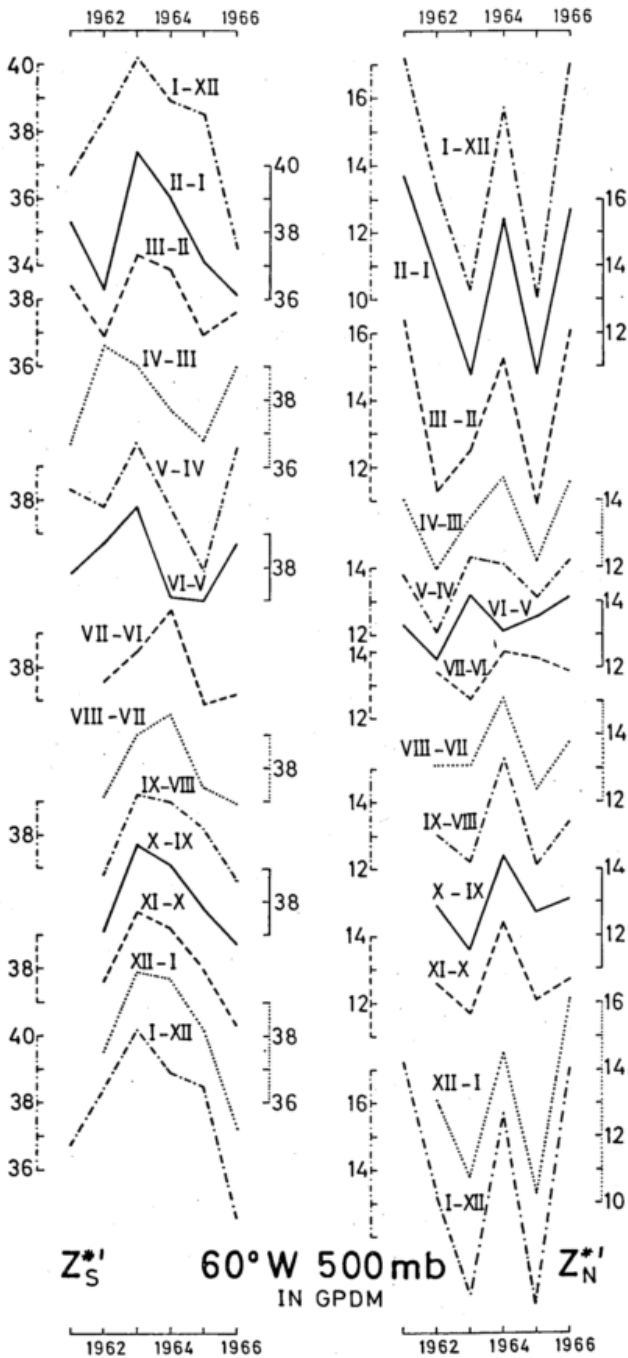 1962 1964 1966
40
I-XII
38
40
II-I
36
38
III-II
34
38
36
36
IV-III
38
V-IV
36
38
VI-V
38
VII-VI
38
VIII-VII
38
IX-VIII
38
X-IX
38
XI-X
38
XII-I
40
38
38
36
I-XII
36
1962 1964 1966
16
I-XII
14
16
12
II-I
14
10
16
12
14
III-II
12
14
IV-III
12
14
V-IV
VI-V
14
12
14
VII-VI
12
12
14
VIII-VII
12
14
IX-VIII
12
14
X-IX
12
14
XI-X
12
16
14
16
XII-I
12
14
I-XII
10
Z*'S 60°W 500mb Z*'N
IN GPDM
1962 1964 1966
1962 1964 1966